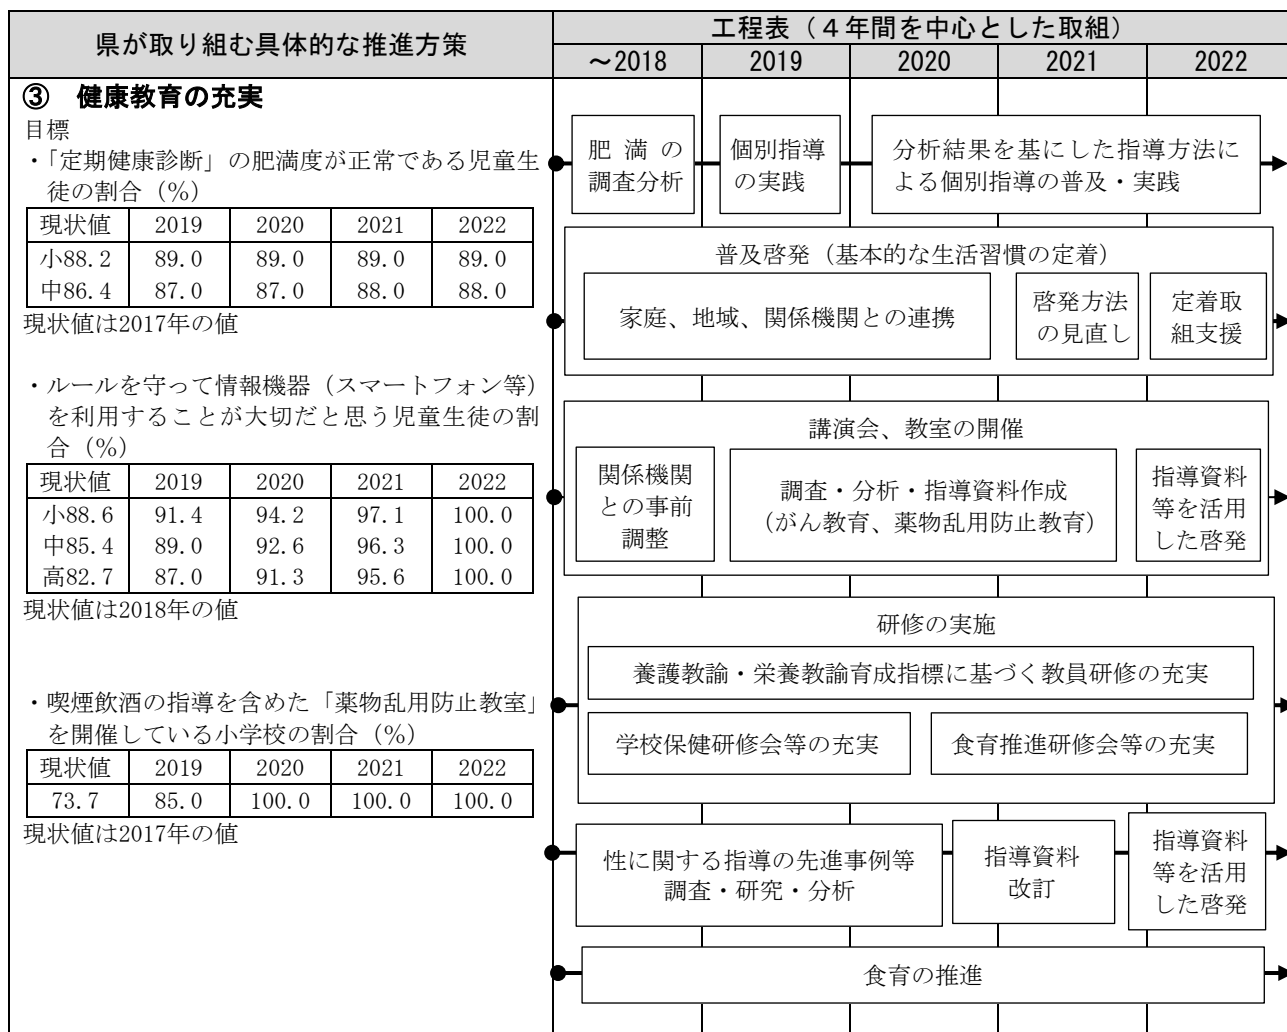 県が取り組む具体的な推進方策
工程表（４年間を中心とした取組）
～2018 2019 2020 2021 2022
③ 健康教育の充実
目標
・「定期健康診断」の肥満度が正常である児童生
徒の割合（％）
現状値 2019 2020 2021 2022
小88.2 89.0 89.0 89.0 89.0
中86.4 87.0 87.0 88.0 88.0
現状値は2017年の値
・ルールを守って情報機器（スマートフォン等）
を利用することが大切だと思う児童生徒の割
合（％）
現状値 2019 2020 2021 2022
小88.6 91.4 94.2 97.1 100.0
中85.4 89.0 92.6 96.3 100.0
高82.7 87.0 91.3 95.6 100.0
現状値は2018年の値
・喫煙飲酒の指導を含めた「薬物乱用防止教室」
を開催している小学校の割合（％）
現状値 2019 2020 2021 2022
73.7 85.0 100.0 100.0 100.0
現状値は2017年の値
肥満の
調査分析
個別指導
の実践
分析結果を基にした指導方法に
よる個別指導の普及・実践
普及啓発（基本的な生活習慣の定着）
家庭、地域、関係機関との連携
啓発方法
の見直し
定着取
組支援
講演会、教室の開催
関係機関
との事前
調整
調査・分析・指導資料作成
（がん教育、薬物乱用防止教育）
指導資料
等を活用
した啓発
研修の実施
養護教諭・栄養教諭育成指標に基づく教員研修の充実
学校保健研修会等の充実
食育推進研修会等の充実
性に関する指導の先進事例等
調査・研究・分析
指導資料
改訂
指導資料
等を活用
した啓発
食育の推進